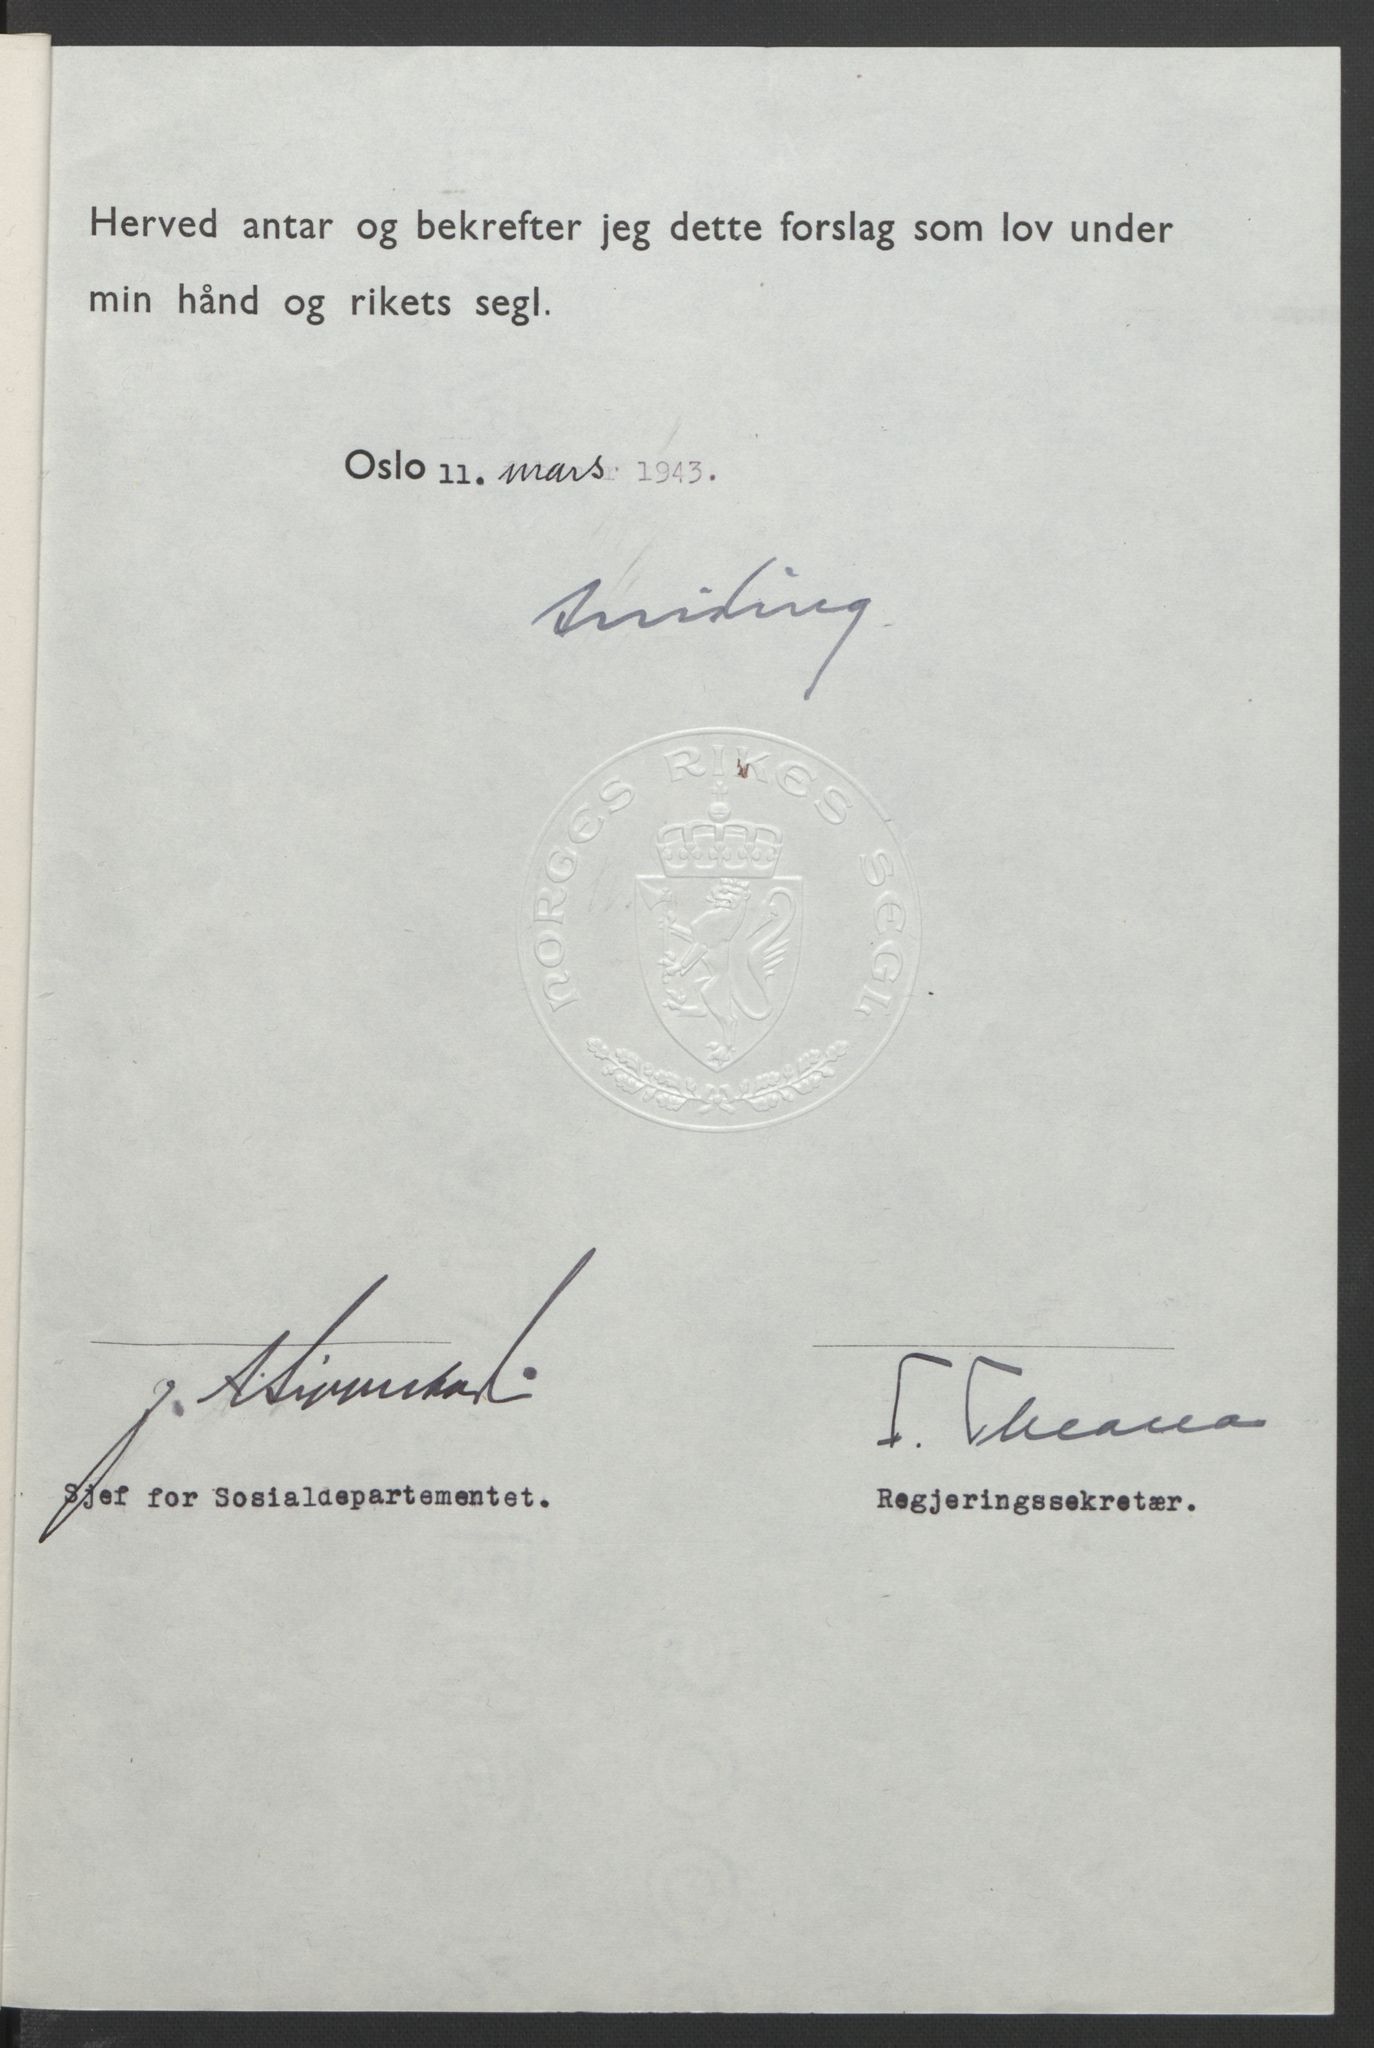 Herved antar og bekrefter jeg dette forslag som lov under
min hånd og rikets segl.
Oslo 11. mars 1943.
NORGES RIKES SEGL
Sjef for Sosialdepartementet.
Regjeringssekretær.